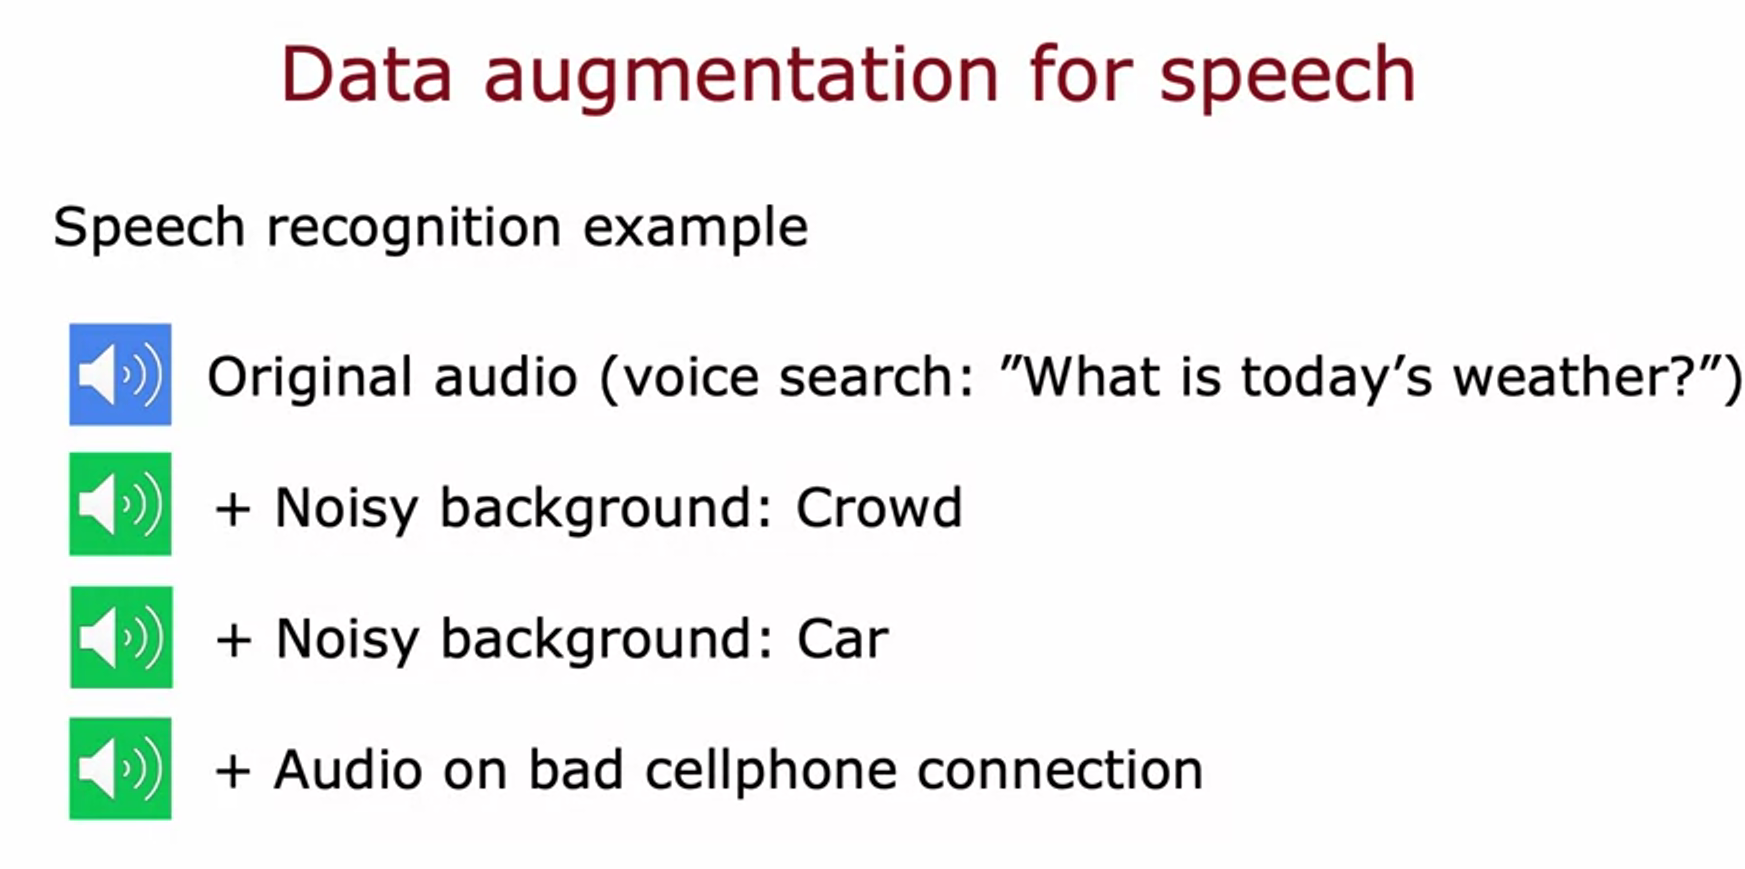 Data augmentation for speech
Speech recognition example
Original audio (voice search: ”What is today’s weather?”)
+ Noisy background: Crowd
+ Noisy background: Car
+ Audio on bad cellphone connection